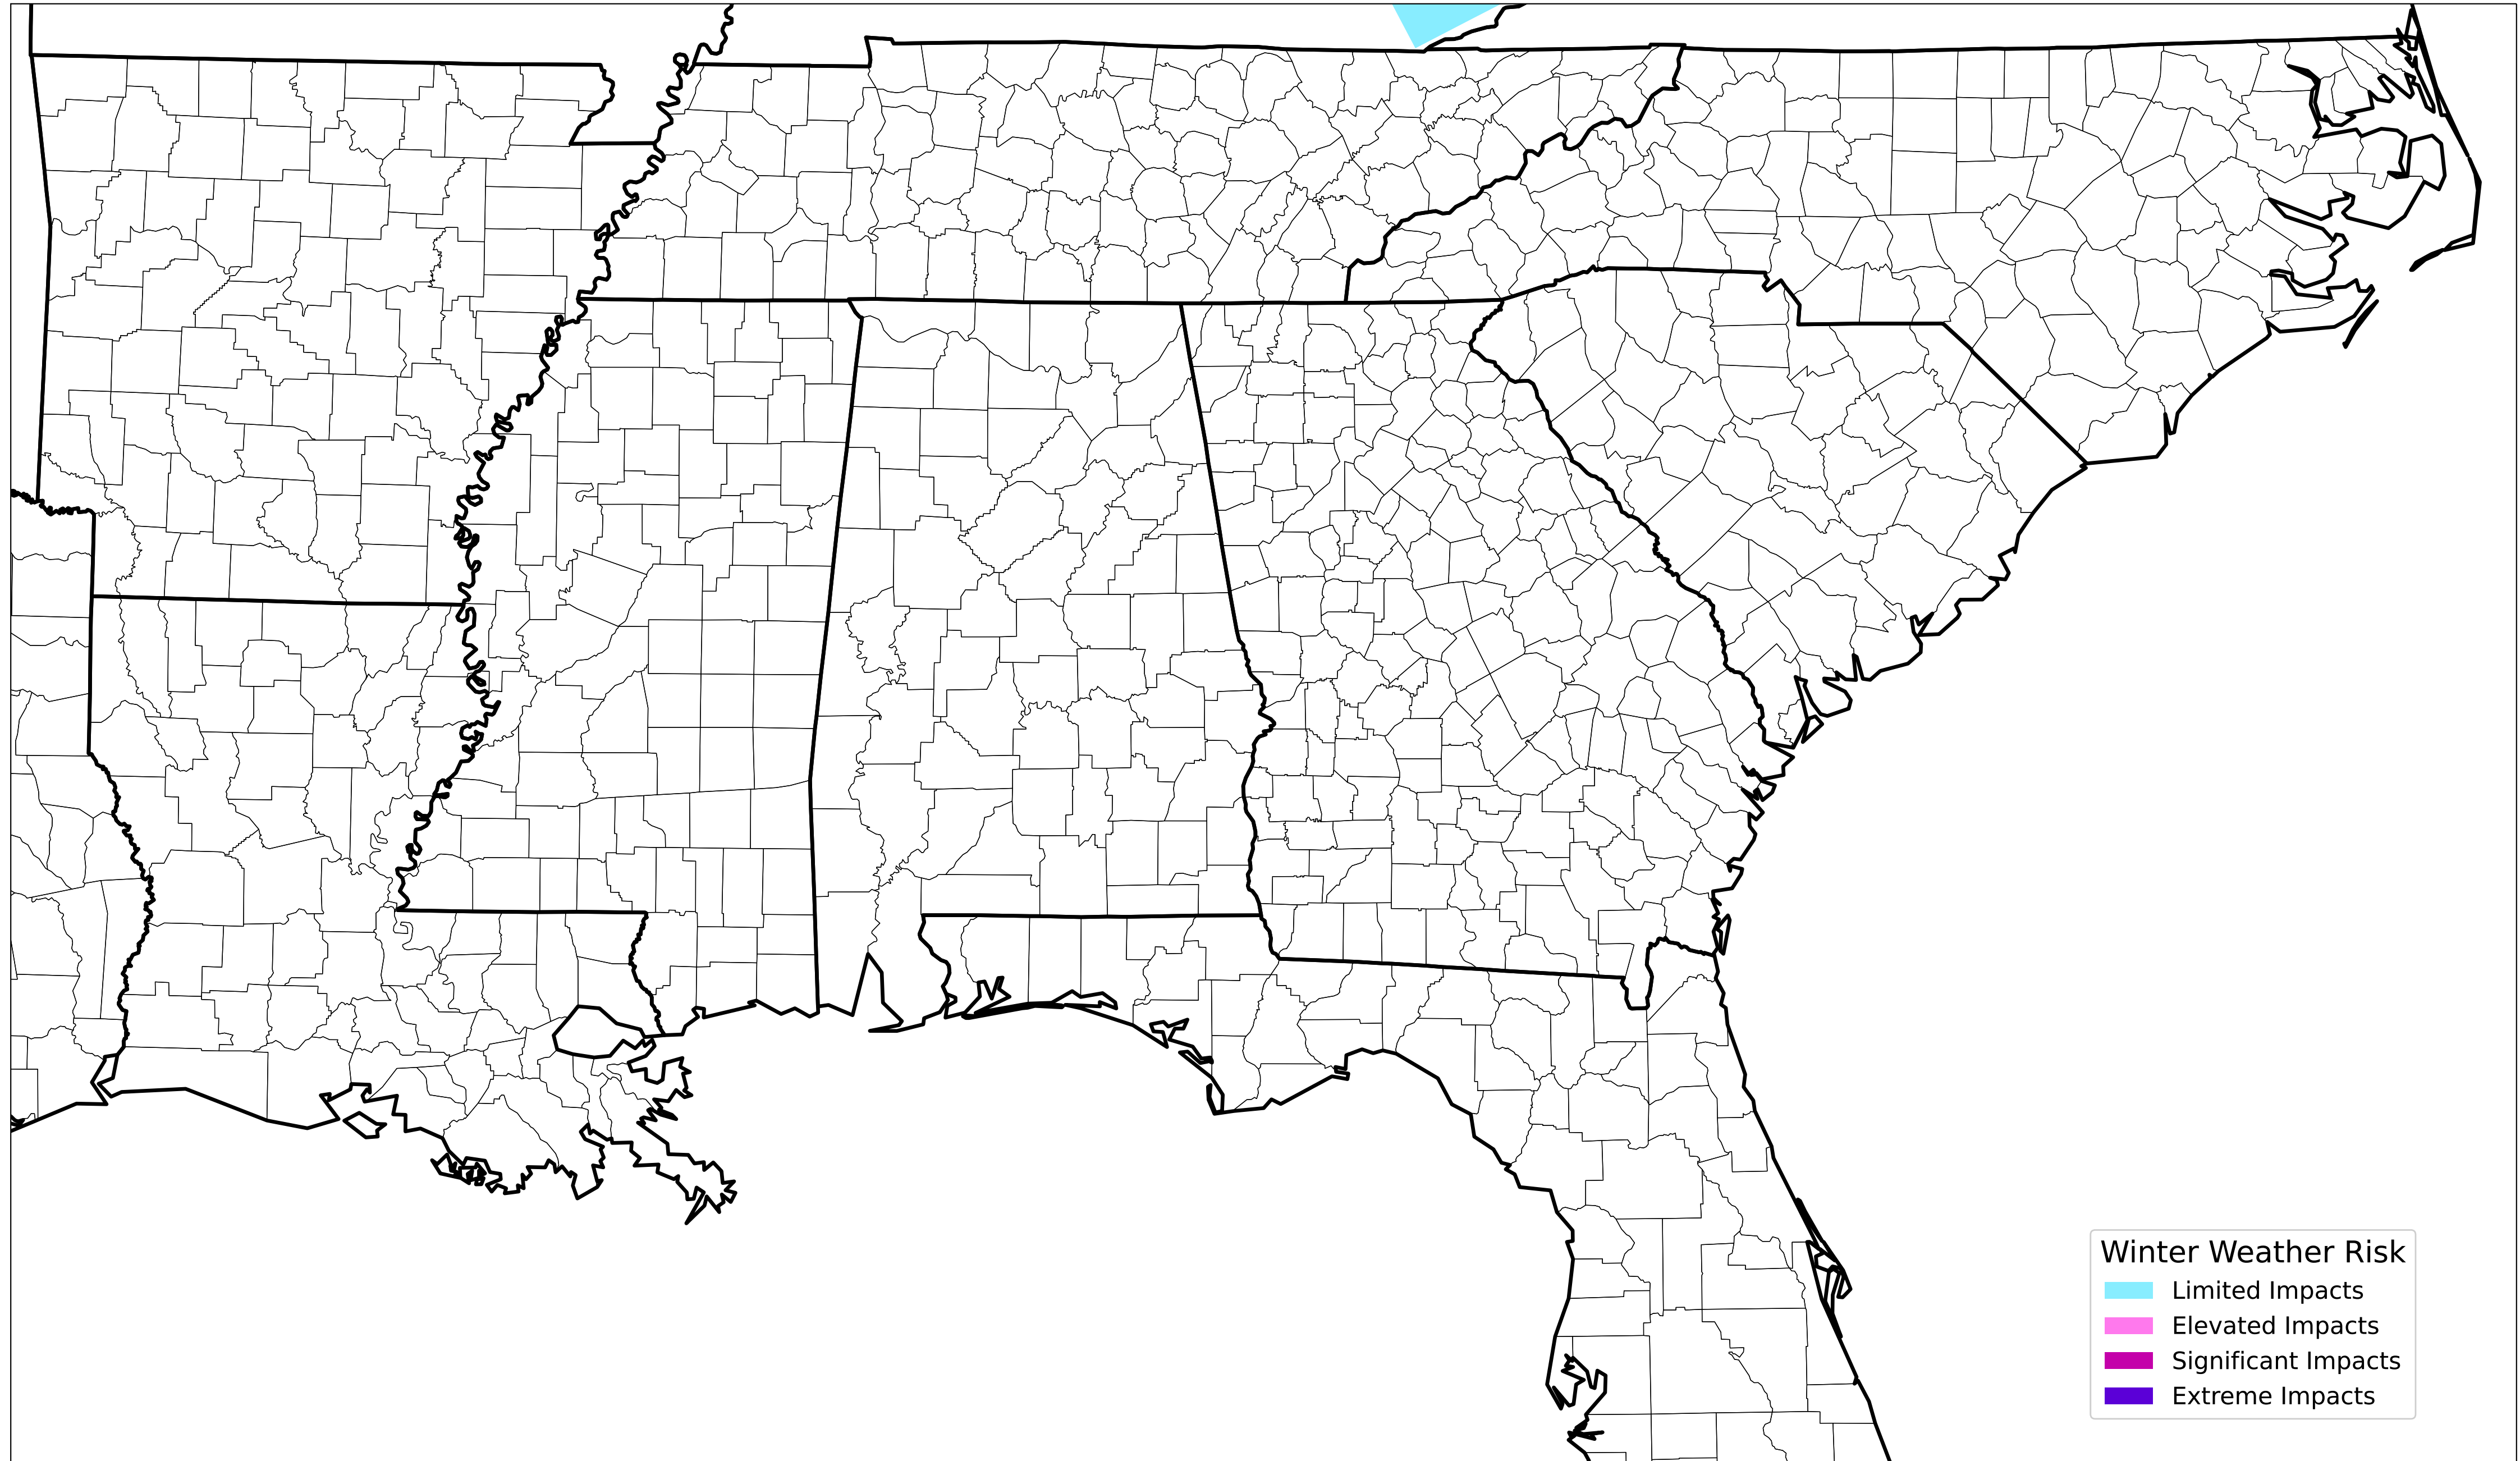 Winter Weather Risk
Limited Impacts
Elevated Impacts
Significant Impacts
Extreme Impacts